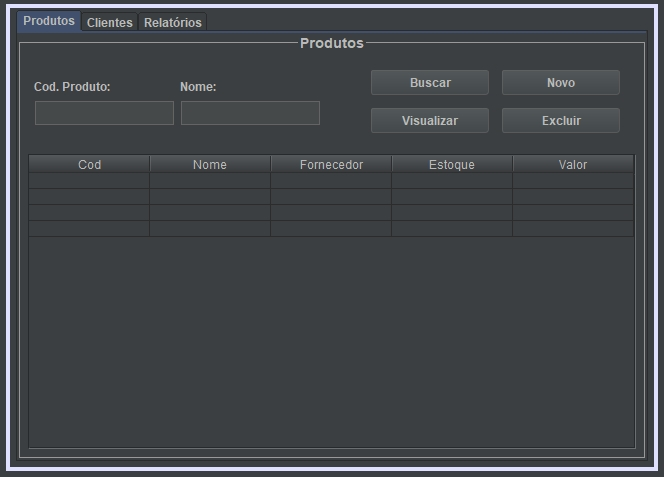 Produtos Clientes Relatórios
Produtos
Cod. Produto: Nome: Buscar Novo
Visualizar Excluir
Cod Nome Fornecedor Estoque Valor